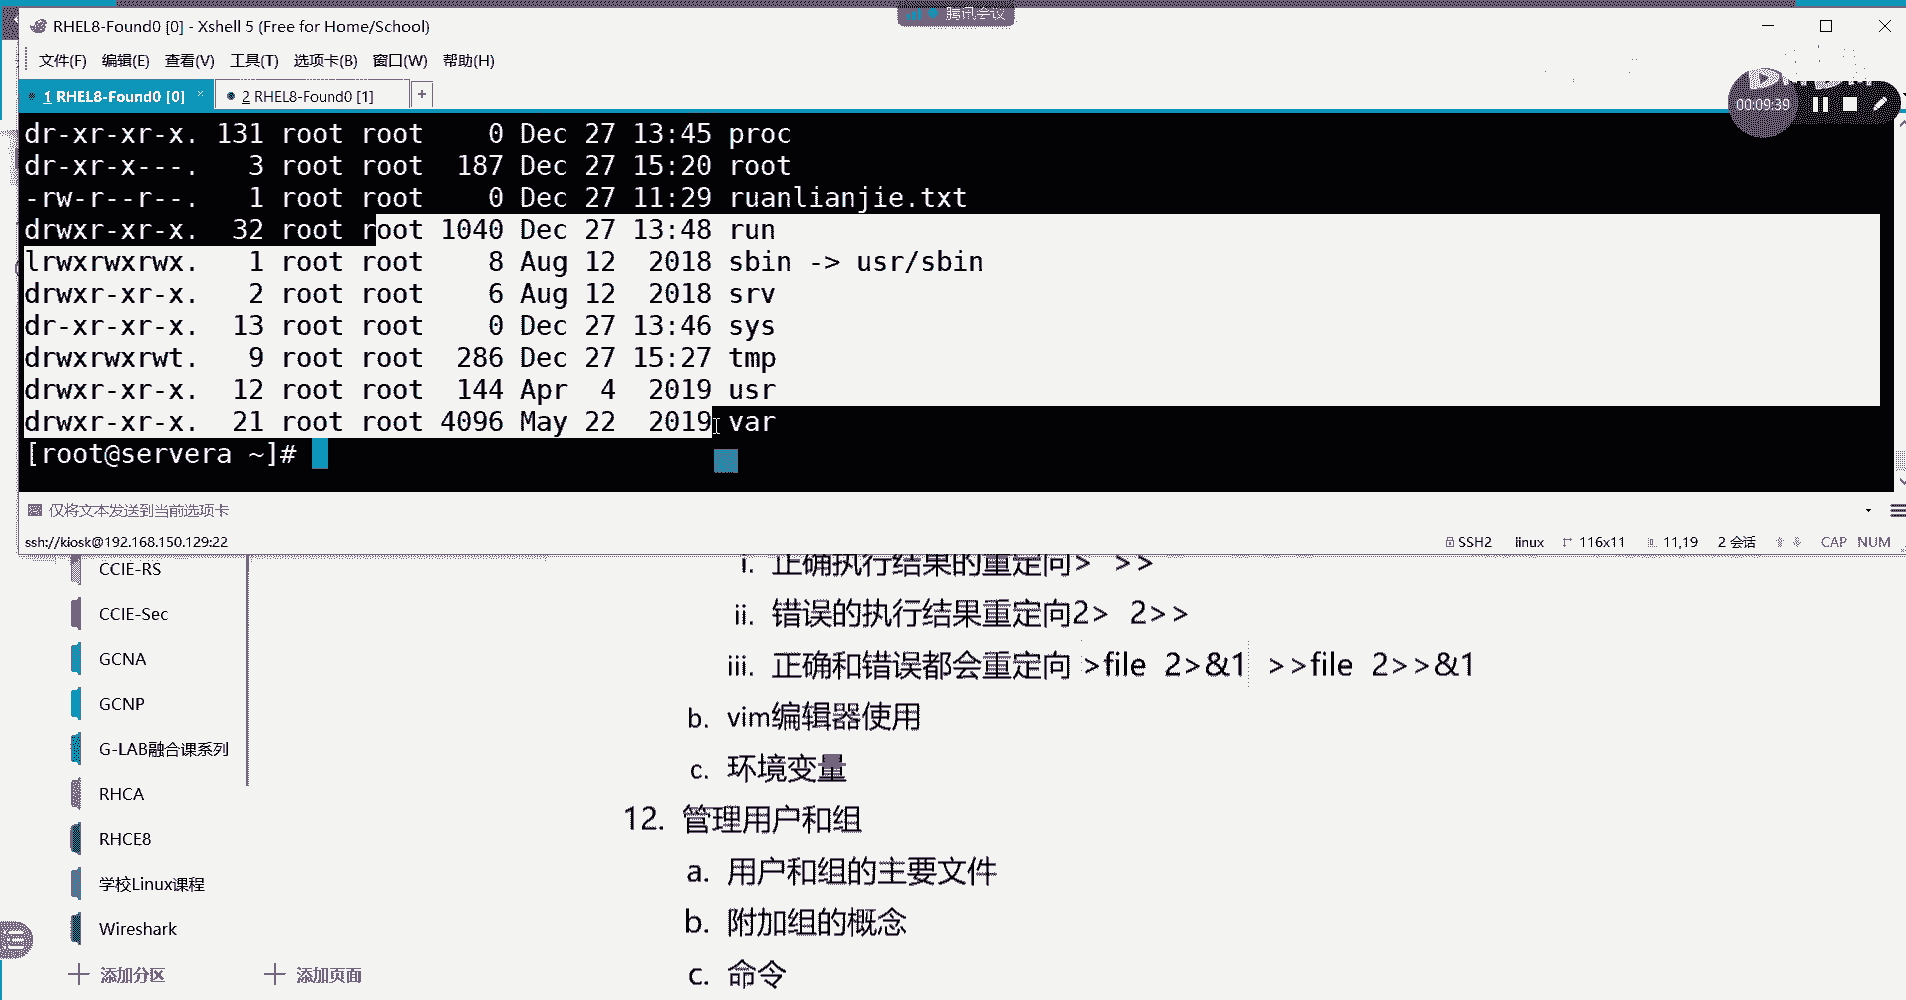 腾讯会议
RHEL8-Found0 [0] - Xshell 5 (Free for Home/School)
文件(F) 编辑(E) 查看(V) 工具(T) 选项卡(B) 窗口(W) 帮助(H)
1 RHEL8-Found0 [0] × 2 RHEL8-Found0 [1] +
00:09:39
dr-xr-xr-x. 131 root root 0 Dec 27 13:45 proc
dr-xr-x---. 3 root root 187 Dec 27 15:20 root
-rw-r--r--. 1 root root 0 Dec 27 11:29 ruanlianjie.txt
drwxr-xr-x. 32 root root 1040 Dec 27 13:48 run
lrwxrwxrwx. 1 root root 8 Aug 12 2018 sbin -> usr/sbin
drwxr-xr-x. 2 root root 6 Aug 12 2018 srv
dr-xr-xr-x. 13 root root 0 Dec 27 13:46 sys
drwxrwxrwt. 9 root root 286 Dec 27 15:27 tmp
drwxr-xr-x. 12 root root 144 Apr 4 2019 usr
drwxr-xr-x. 21 root root 4096 May 22 2019 var
[root@servera ~]#
仅将文本发送到当前选项卡
ssh://kiosk@192.168.150.129:22 SSH2 linux 116x11 11,19 2 会话 CAP NUM
CCIE-RS
CCIE-Sec
GCNA
GCNP
G-LAB融合课系列
RHCA
RHCE8
学校Linux课程
Wireshark
添加分区 添加页面
i. 正确执行结果的重定向> >>
ii. 错误的执行结果重定向2> 2>>
iii. 正确和错误都会重定向 >file 2>&1 >>file 2>>&1
b. vim编辑器使用
c. 环境变量
12. 管理用户和组
a. 用户和组的主要文件
b. 附加组的概念
c. 命令